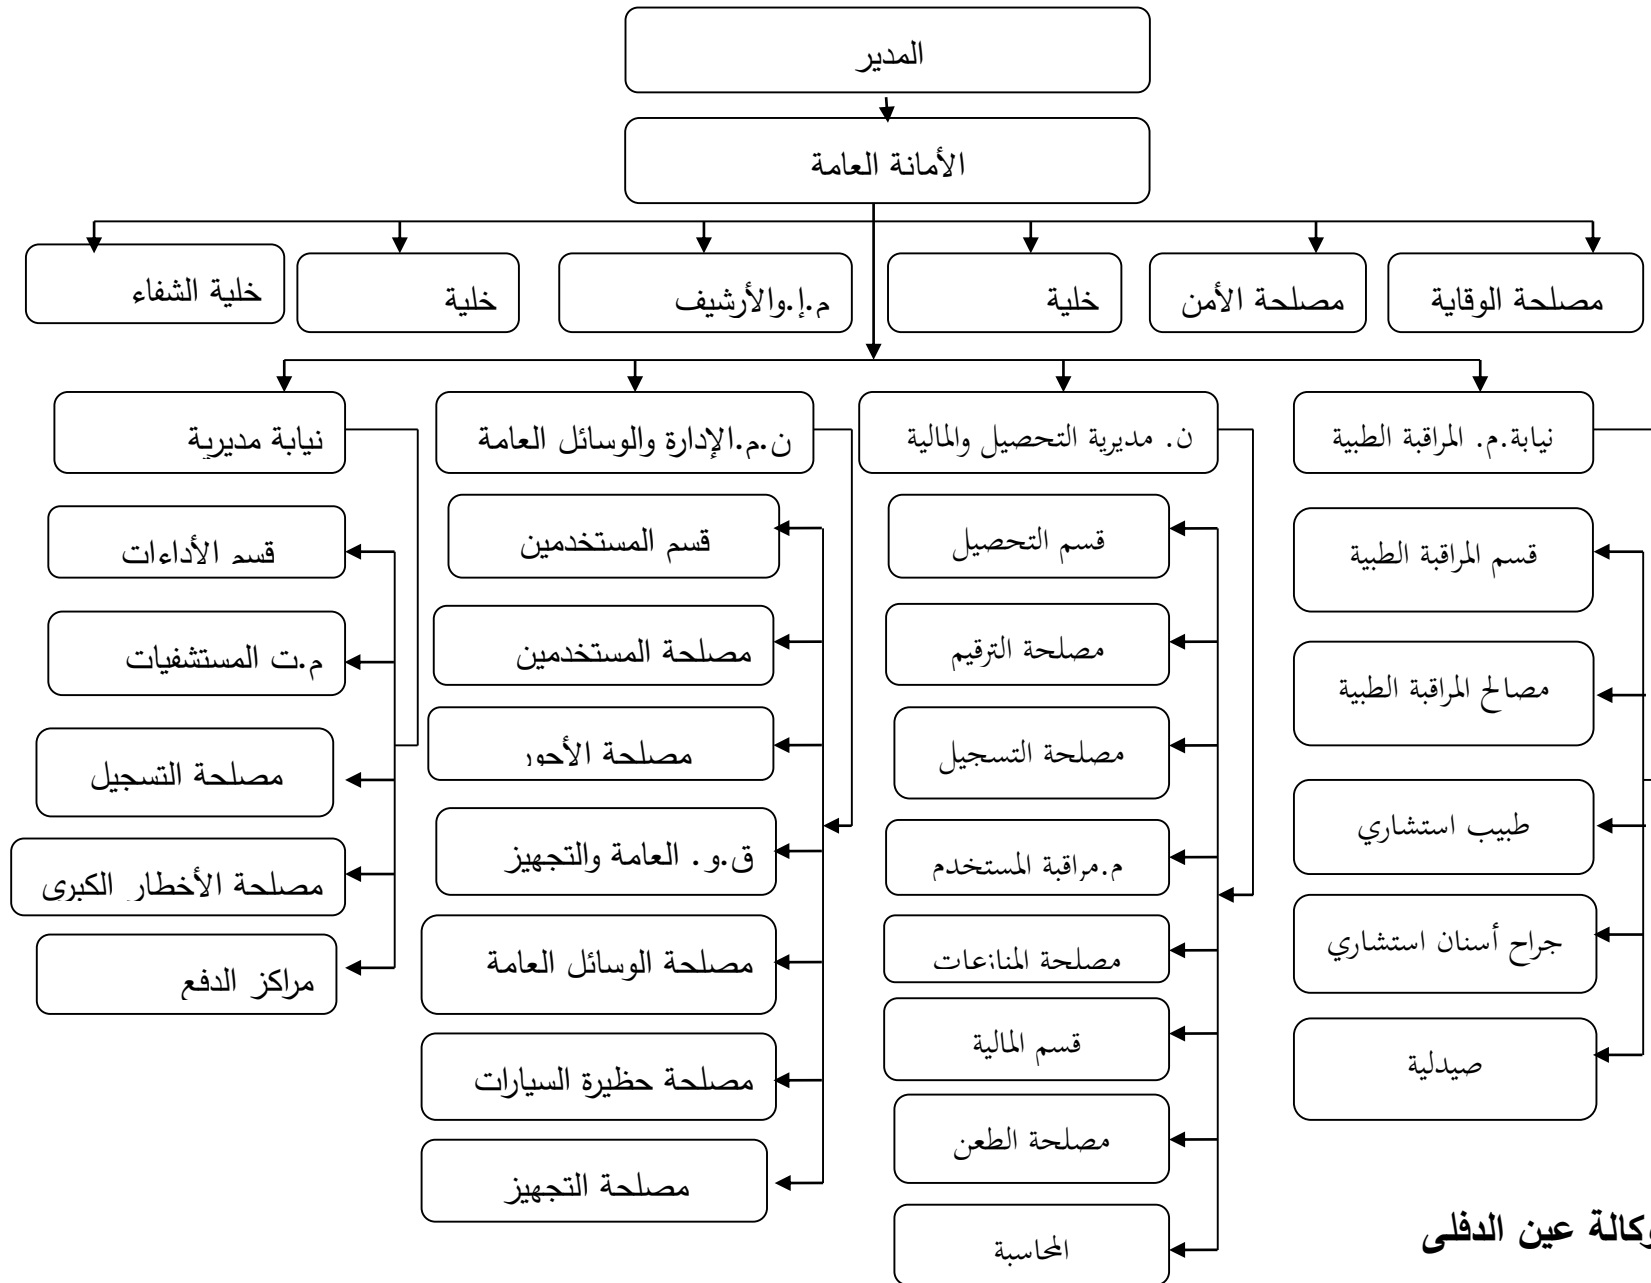 المدير
الأمانة العامة
مصلحة الوقاية
مصلحة الأمن
خلية
م.إ.والأرشيف
خلية
خلية الشفاء
نيابة.م. المراقبة الطبية
ن. مديرية التحصيل والمالية
ن.م.الإدارة والوسائل العامة
نيابة مديرية
قسم المراقبة الطبية
مصالح المراقبة الطبية
طبيب استشاري
جراح أسنان استشاري
صيدلية
قسم التحصيل
مصلحة الترقيم
مصلحة التسجيل
م.مراقبة المستخدم
مصلحة المنازعات
قسم المالية
مصلحة الطعن
المحاسبة
قسم المستخدمين
مصلحة المستخدمين
مصلحة الأجور
ق.و. العامة والتجهيز
مصلحة الوسائل العامة
مصلحة حظيرة السيارات
مصلحة التجهيز
قسم الأداءات
م.ت المستشفيات
مصلحة التسجيل
مصلحة الأخطار الكبرى
مراكز الدفع
وكالة عين الدفلى